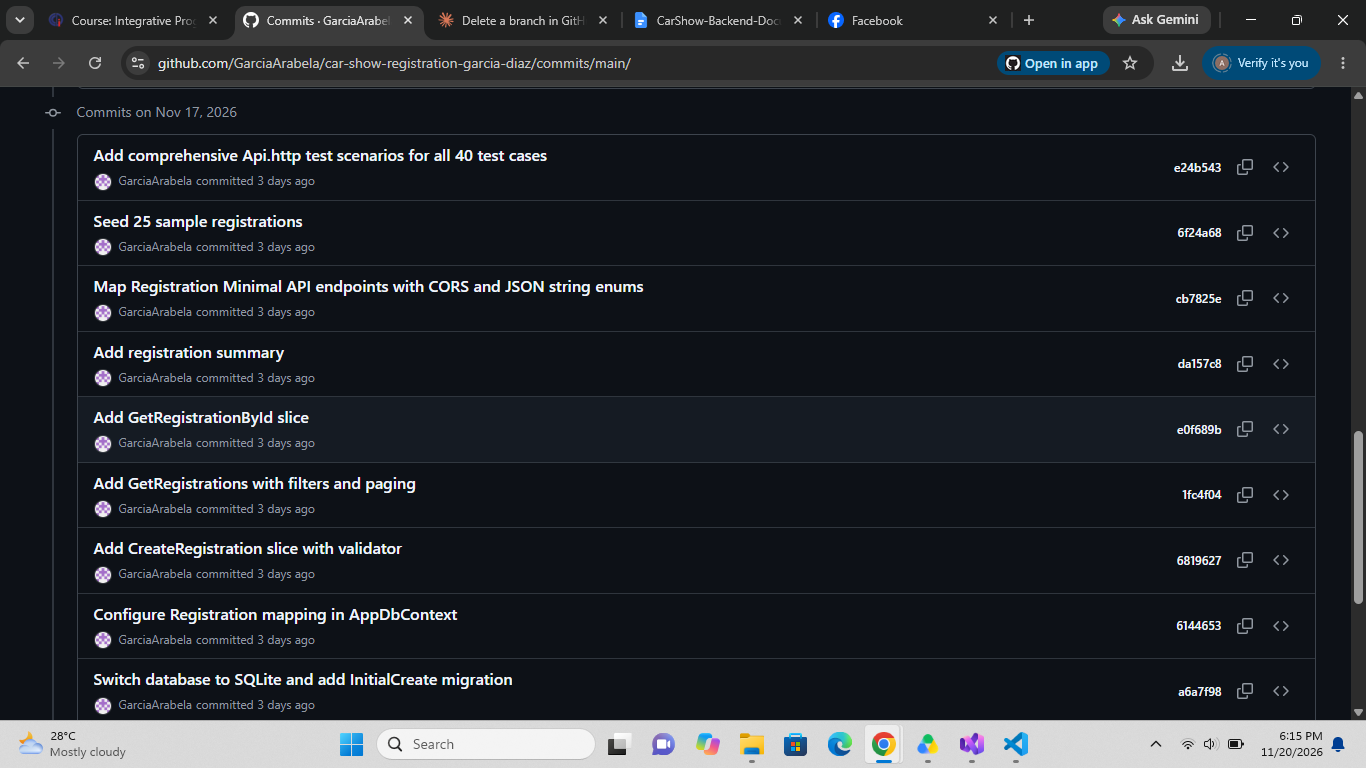 Course: Integrative Pro
Commits · GarciaArabel
Delete a branch in GitH
CarShow-Backend-Doc
Facebook
Ask Gemini
github.com/GarciaArabela/car-show-registration-garcia-diaz/commits/main/
Open in app
A
Verify it's you
Commits on Nov 17, 2026
Add comprehensive Api.http test scenarios for all 40 test cases
GarciaArabela committed 3 days ago
e24b543
Seed 25 sample registrations
GarciaArabela committed 3 days ago
6f24a68
Map Registration Minimal API endpoints with CORS and JSON string enums
GarciaArabela committed 3 days ago
cb7825e
Add registration summary
GarciaArabela committed 3 days ago
da157c8
Add GetRegistrationById slice
GarciaArabela committed 3 days ago
e0f689b
Add GetRegistrations with filters and paging
GarciaArabela committed 3 days ago
1fc4f04
Add CreateRegistration slice with validator
GarciaArabela committed 3 days ago
6819627
Configure Registration mapping in AppDbContext
GarciaArabela committed 3 days ago
6144653
Switch database to SQLite and add InitialCreate migration
GarciaArabela committed 3 days ago
a6a7f98
28°C
Mostly cloudy
Search
6:15 PM
11/20/2026